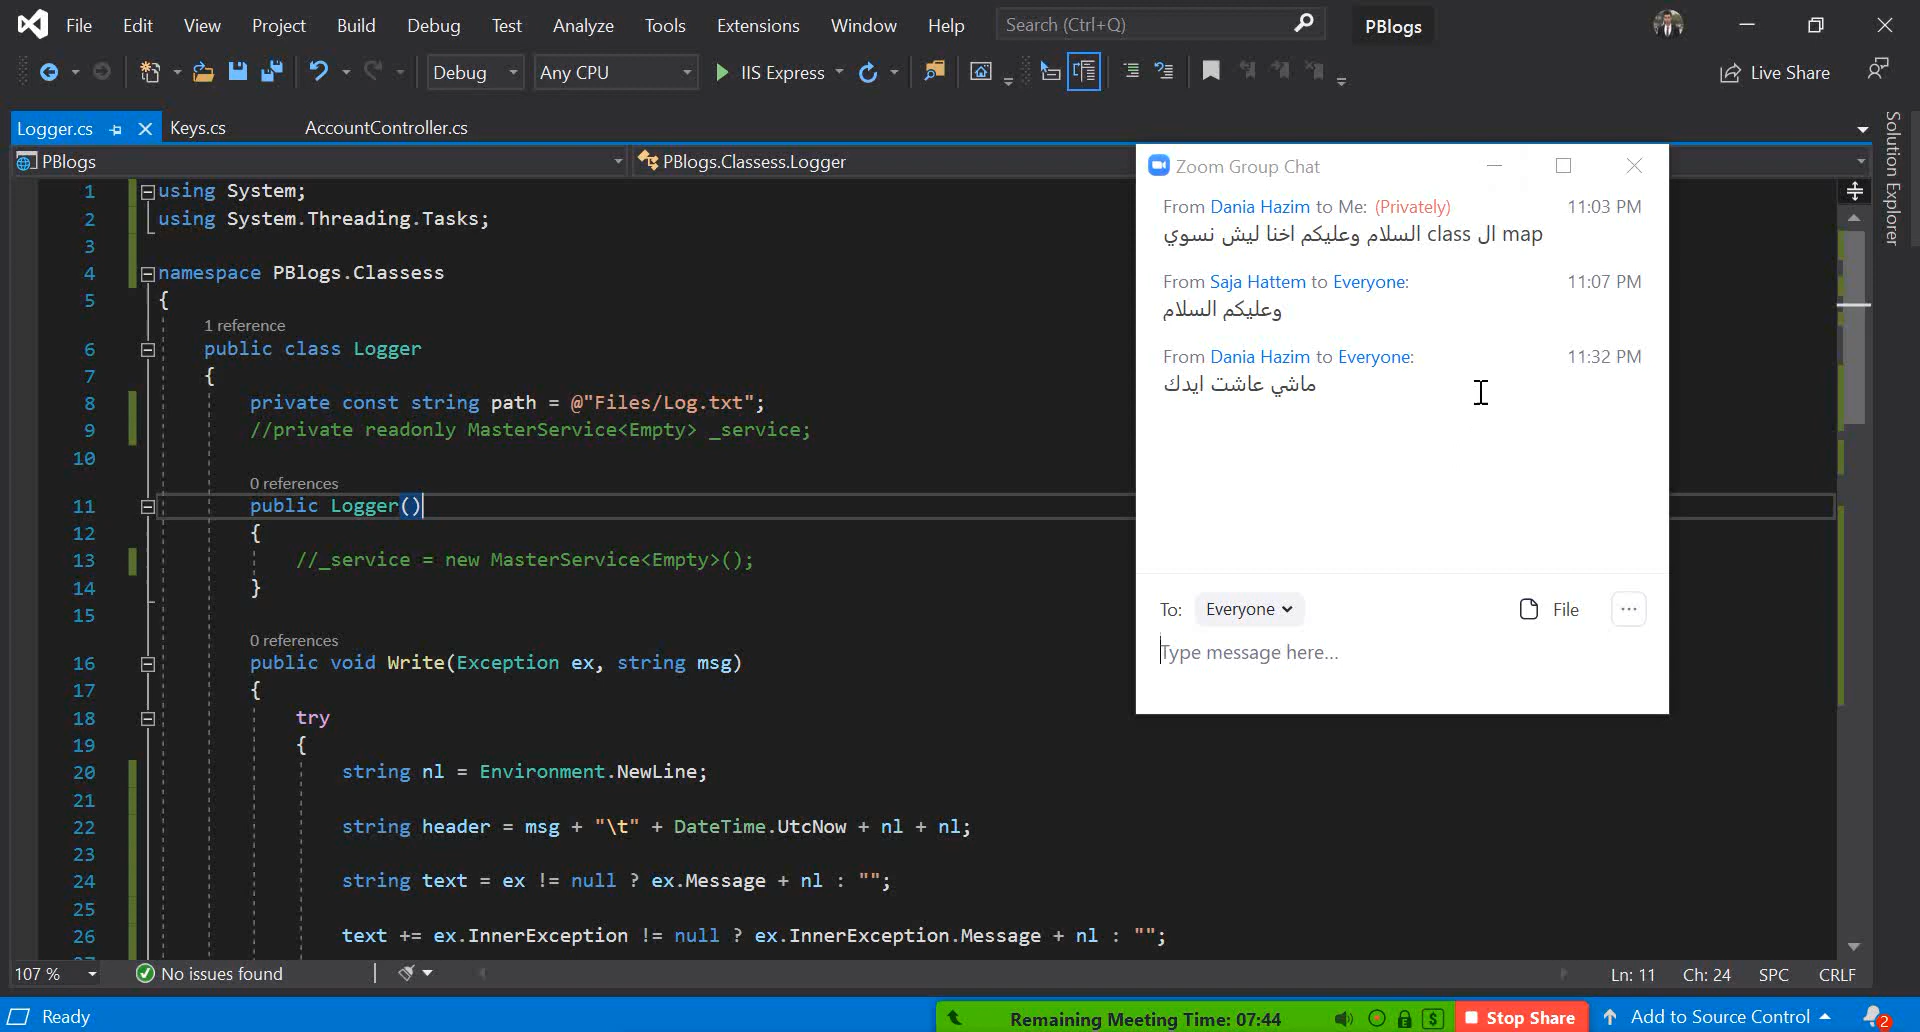 File Edit View Project Build Debug Test Analyze Tools Extensions Window Help Search (Ctrl+Q) PBlogs
Debug Any CPU IIS Express Live Share
Logger.cs Keys.cs AccountController.cs
PBlogs PBlogs.Classess.Logger
Solution Explorer
1 using System;
2 using System.Threading.Tasks;
3
4 namespace PBlogs.Classess
5 {
1 reference
6 public class Logger
7 {
8 private const string path = @"Files/Log.txt";
9 //private readonly MasterService<Empty> _service;
10
0 references
11 public Logger()
12 {
13 //_service = new MasterService<Empty>();
14 }
15
0 references
16 public void Write(Exception ex, string msg)
17 {
18 try
19 {
20 string nl = Environment.NewLine;
21
22 string header = msg + "\t" + DateTime.UtcNow + nl + nl;
23
24 string text = ex != null ? ex.Message + nl : "";
25
26 text += ex.InnerException != null ? ex.InnerException.Message + nl : "";
Zoom Group Chat
From Dania Hazim to Me: (Privately) 11:03 PM
السلام وعليكم اخنا ليش نسوي class ال map
From Saja Hattem to Everyone: 11:07 PM
وعليكم السلام
From Dania Hazim to Everyone: 11:32 PM
ماشي عاشت ايدك
To: Everyone File
Type message here...
107 % No issues found Ln: 11 Ch: 24 SPC CRLF
Ready Remaining Meeting Time: 07:44 Stop Share Add to Source Control 2